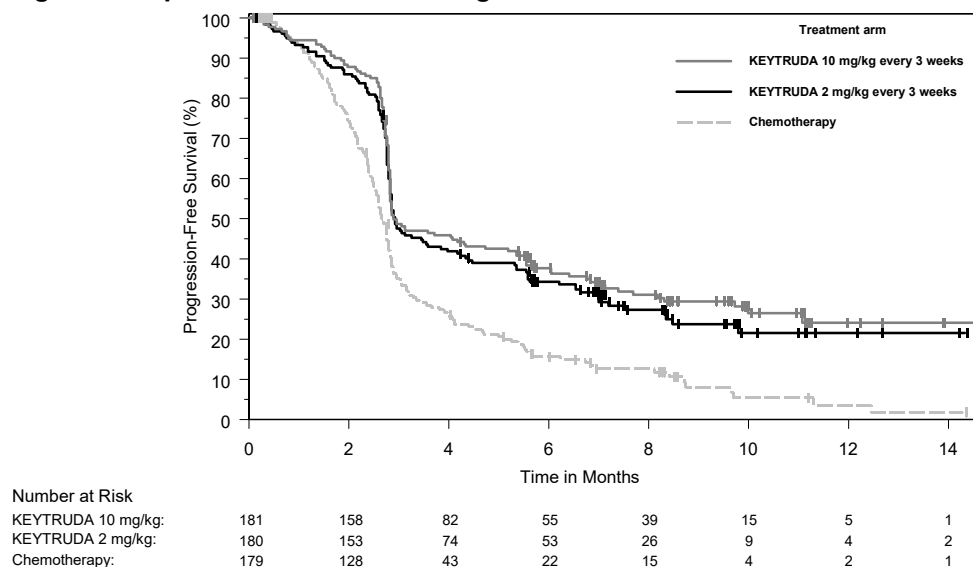 100
90
80
70
60
50
40
30
20
10
0
Progression-Free Survival (%)
Treatment arm
KEYTRUDA 10 mg/kg every 3 weeks
KEYTRUDA 2 mg/kg every 3 weeks
Chemotherapy
0 2 4 6 8 10 12 14
Time in Months
Number at Risk
KEYTRUDA 10 mg/kg: 181 158 82 55 39 15 5 1
KEYTRUDA 2 mg/kg: 180 153 74 53 26 9 4 2
Chemotherapy: 179 128 43 22 15 4 2 1